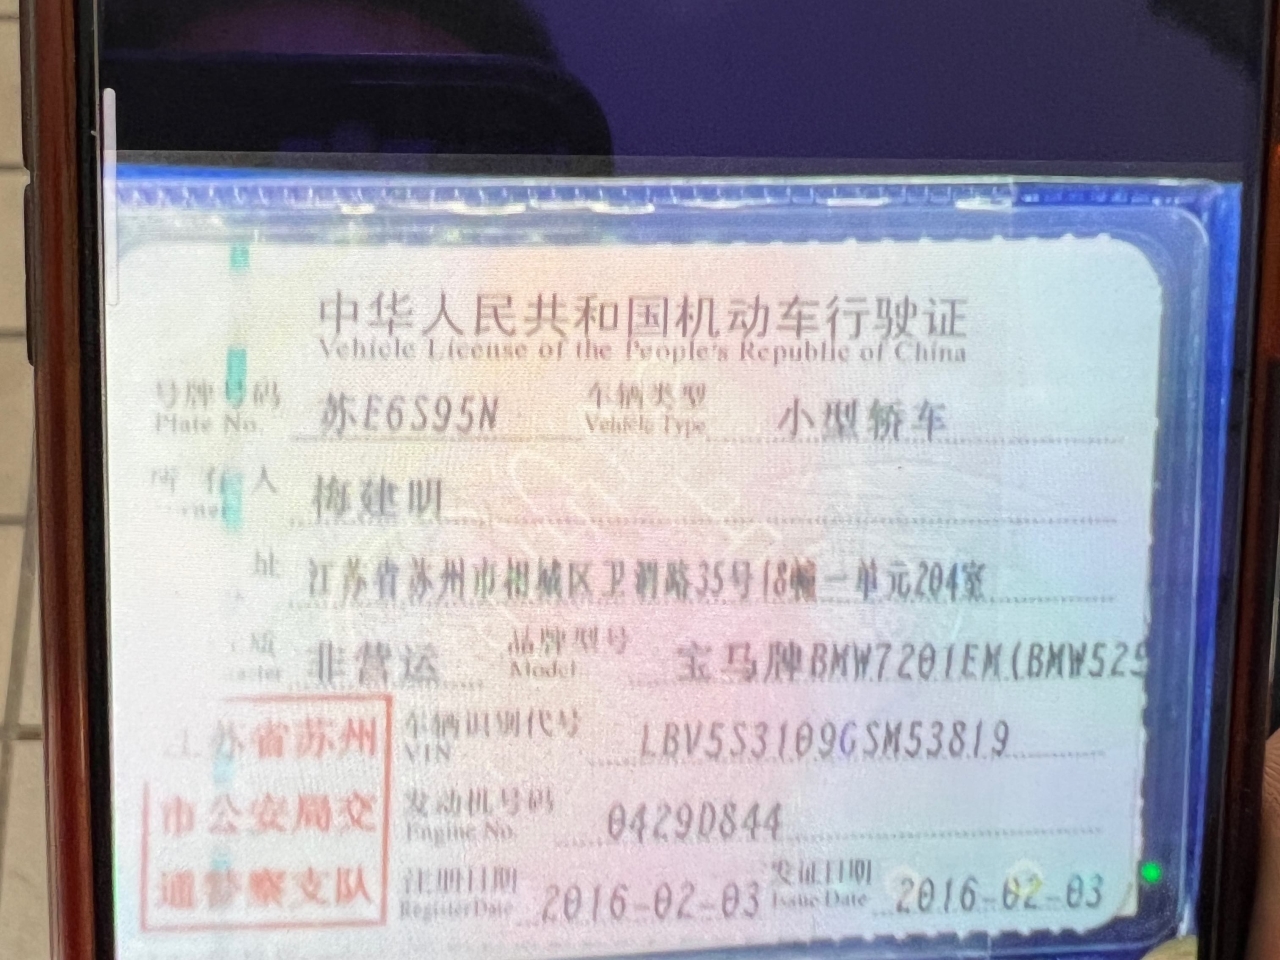 中华人民共和国机动车行驶证
Vehicle License of the People's Republic of China
号牌号码 苏E6S95N 车辆类型 小型轿车
Plate No. Vehicle Type
所有人 梅建明
江苏省苏州市相城区卫渭路35号18幢一单元204室
非营运 品牌型号 宝马牌BMW7201EM(BMW525
Model
江苏省苏州
市公安局交
通警察支队
车辆识别代号 LBV5S3109GSM53819
VIN
发动机号码 0429D844
Engine No.
注册日期 2016-02-03 发证日期 2016-02-03
Register Date Issue Date